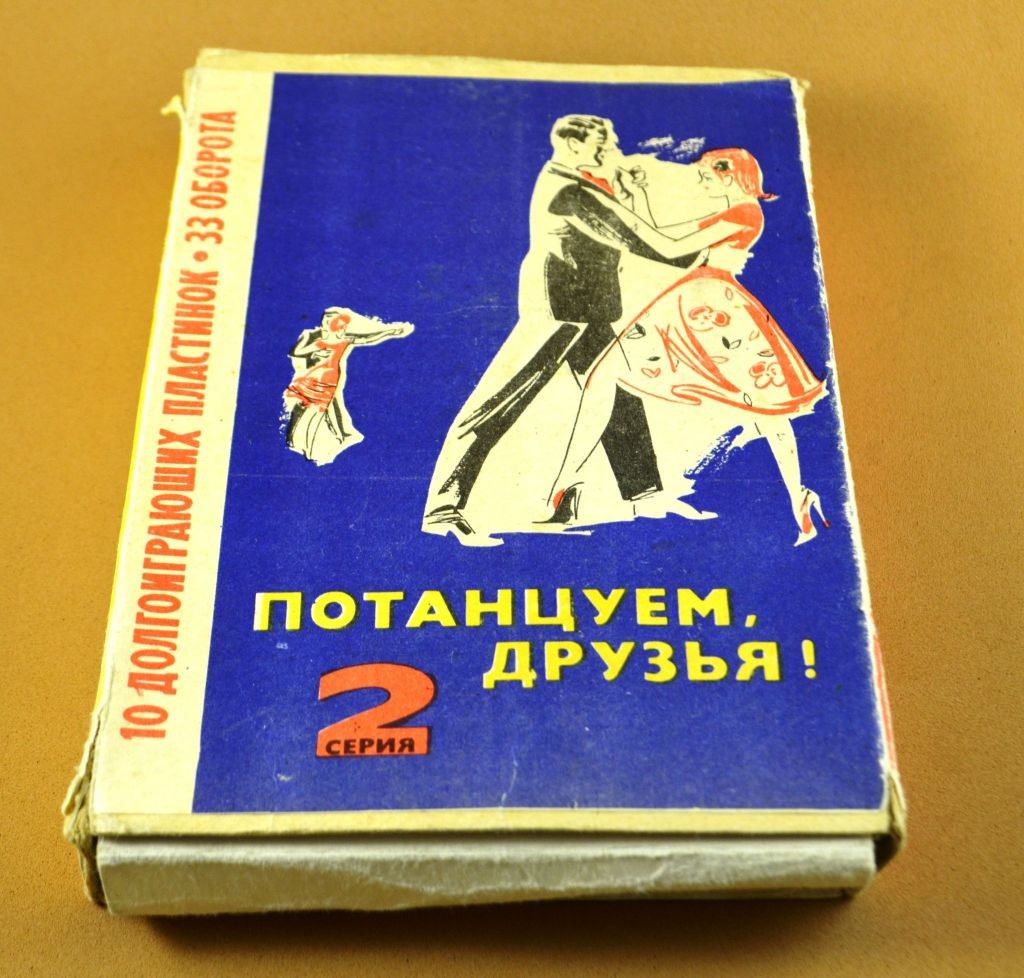 10 ДОЛГОИГРАЮЩИХ ПЛАСТИНОК • 33 ОБОРОТА
ПОТАНЦУЕМ,
ДРУЗЬЯ!
2
СЕРИЯ